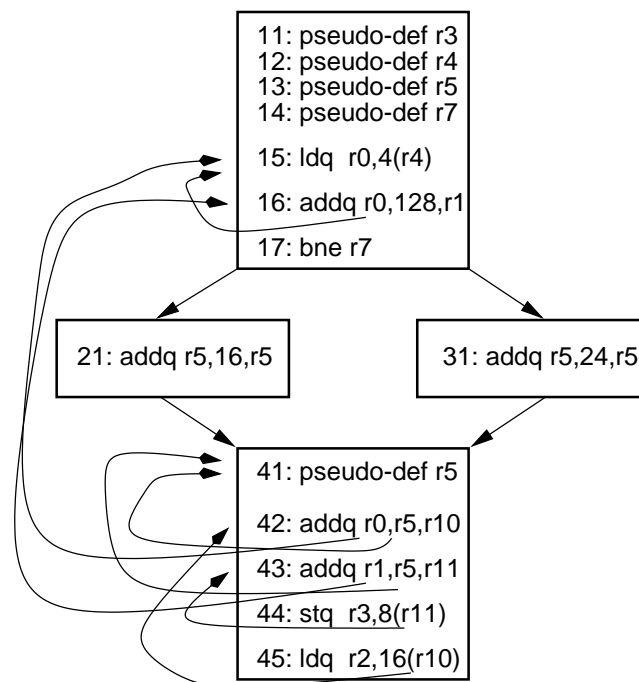 11: pseudo-def r3
12: pseudo-def r4
13: pseudo-def r5
14: pseudo-def r7
15: ldq r0,4(r4)
16: addq r0,128,r1
17: bne r7
21: addq r5,16,r5
31: addq r5,24,r5
41: pseudo-def r5
42: addq r0,r5,r10
43: addq r1,r5,r11
44: stq r3,8(r11)
45: ldq r2,16(r10)